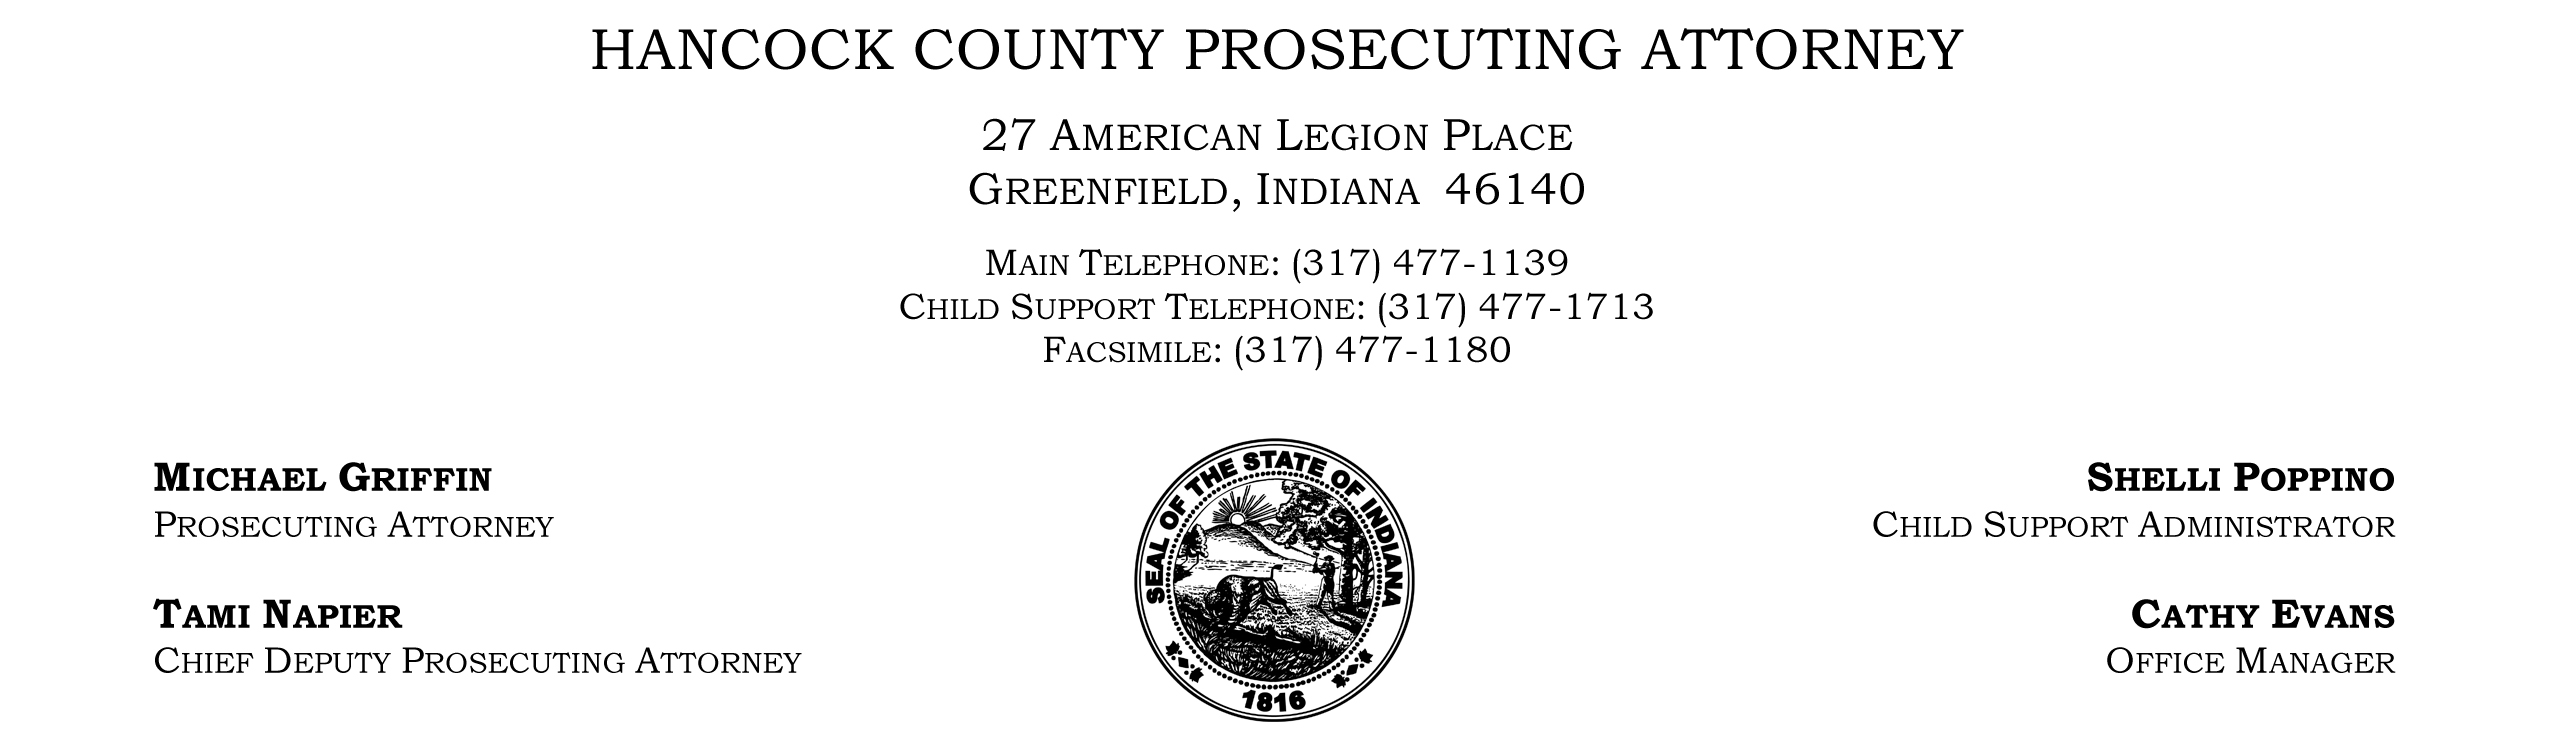 HANCOCK COUNTY PROSECUTING ATTORNEY
27 AMERICAN LEGION PLACE
GREENFIELD, INDIANA 46140
MAIN TELEPHONE: (317) 477-1139
CHILD SUPPORT TELEPHONE: (317) 477-1713
FACSIMILE: (317) 477-1180
MICHAEL GRIFFIN
PROSECUTING ATTORNEY
TAMI NAPIER
CHIEF DEPUTY PROSECUTING ATTORNEY
SEAL OF THE STATE OF INDIANA
1816
SHELLI POPPINO
CHILD SUPPORT ADMINISTRATOR
CATHY EVANS
OFFICE MANAGER